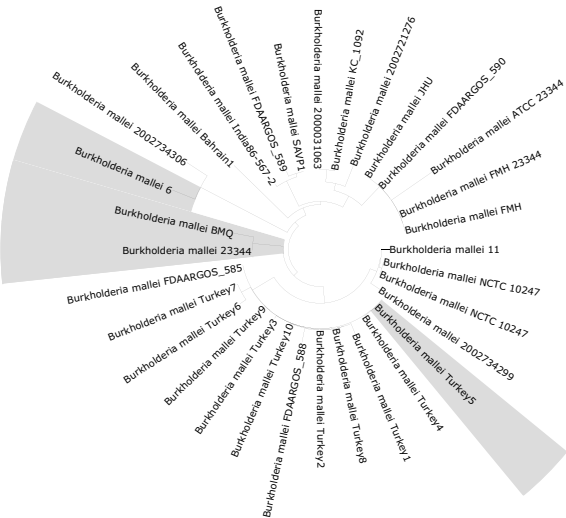 Burkholderia mallei 11
Burkholderia mallei FMH
Burkholderia mallei FMH 23344
Burkholderia mallei ATCC 23344
Burkholderia mallei FDAARGOS_590
Burkholderia mallei JHU
Burkholderia mallei 2002721276
Burkholderia mallei KC_1092
Burkholderia mallei 2000031063
Burkholderia mallei SAVP1
Burkholderia mallei FDAARGOS_589
Burkholderia mallei India86-567-2
Burkholderia mallei Bahrain1
Burkholderia mallei 2002734306
Burkholderia mallei 6
Burkholderia mallei BMQ
Burkholderia mallei 23344
Burkholderia mallei FDAARGOS_585
Burkholderia mallei Turkey7
Burkholderia mallei Turkey6
Burkholderia mallei Turkey9
Burkholderia mallei Turkey3
Burkholderia mallei Turkey10
Burkholderia mallei FDAARGOS_588
Burkholderia mallei Turkey2
Burkholderia mallei Turkey8
Burkholderia mallei Turkey1
Burkholderia mallei Turkey4
Burkholderia mallei Turkey5
Burkholderia mallei 2002734299
Burkholderia mallei NCTC 10247
Burkholderia mallei NCTC 10247